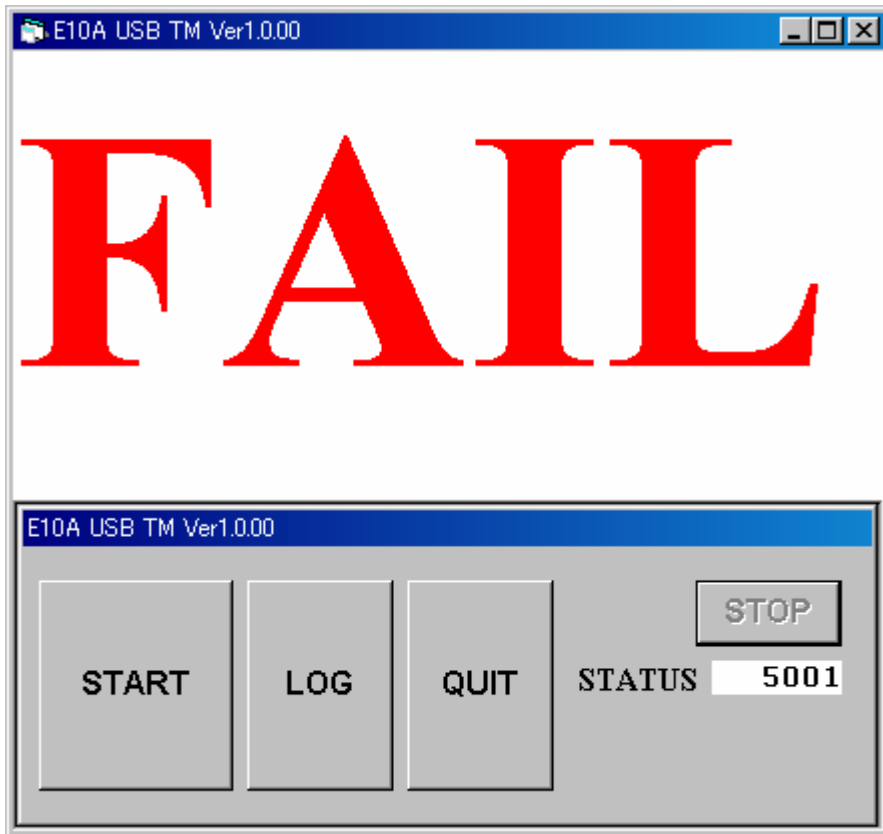 E10A USB TM Ver1.0.00
FAIL
E10A USB TM Ver1.0.00
STOP
START LOG QUIT STATUS 5001